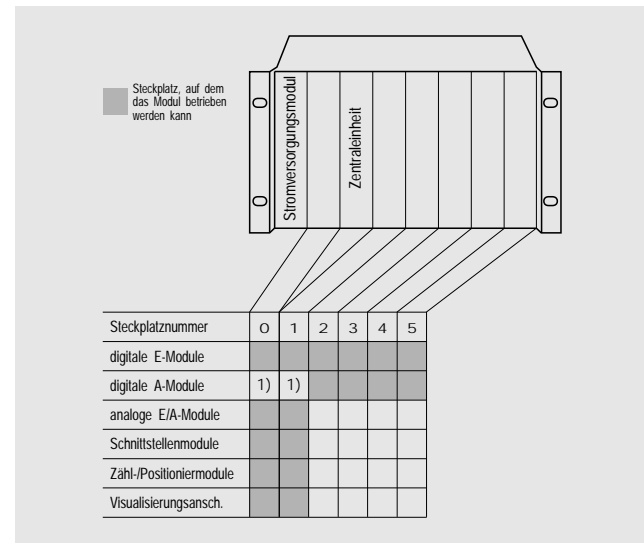 Steckplatz, auf dem
das Modul betrieben
werden kann
Stromversorgungsmodul
Zentraleinheit
Steckplatznummer 0 1 2 3 4 5
digitale E-Module
digitale A-Module 1) 1)
analoge E/A-Module
Schnittstellenmodule
Zähl-/Positioniermodule
Visualisierungsansch.